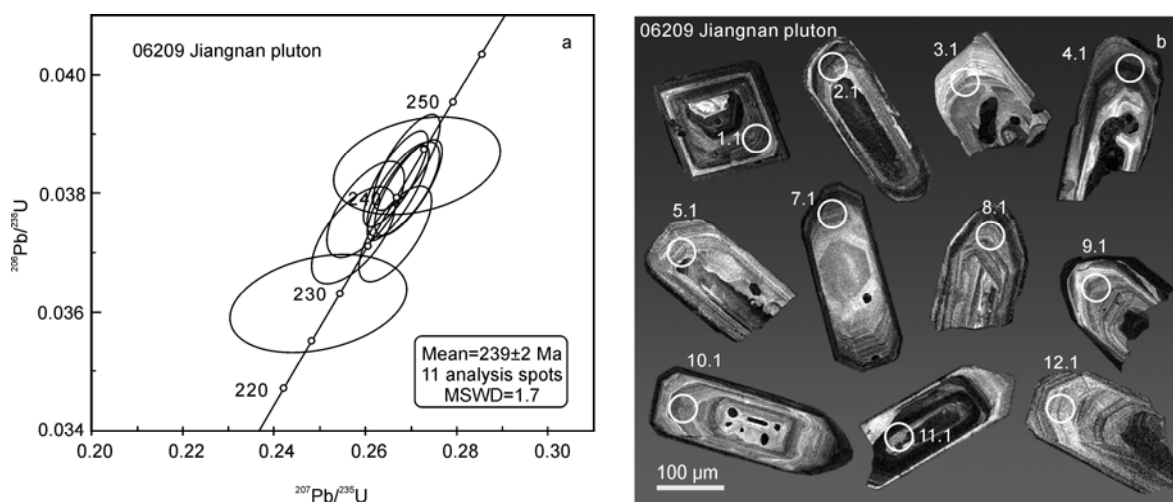 06209 Jiangnan pluton
a
0.040
0.038
0.036
0.034
²⁰⁶Pb/²³⁸U
250
240
230
220
Mean=239±2 Ma
11 analysis spots
MSWD=1.7
0.20
0.22
0.24
0.26
0.28
0.30
²⁰⁷Pb/²³⁵U
06209 Jiangnan pluton
b
1.1
2.1
3.1
4.1
5.1
7.1
8.1
9.1
10.1
11.1
12.1
100 μm